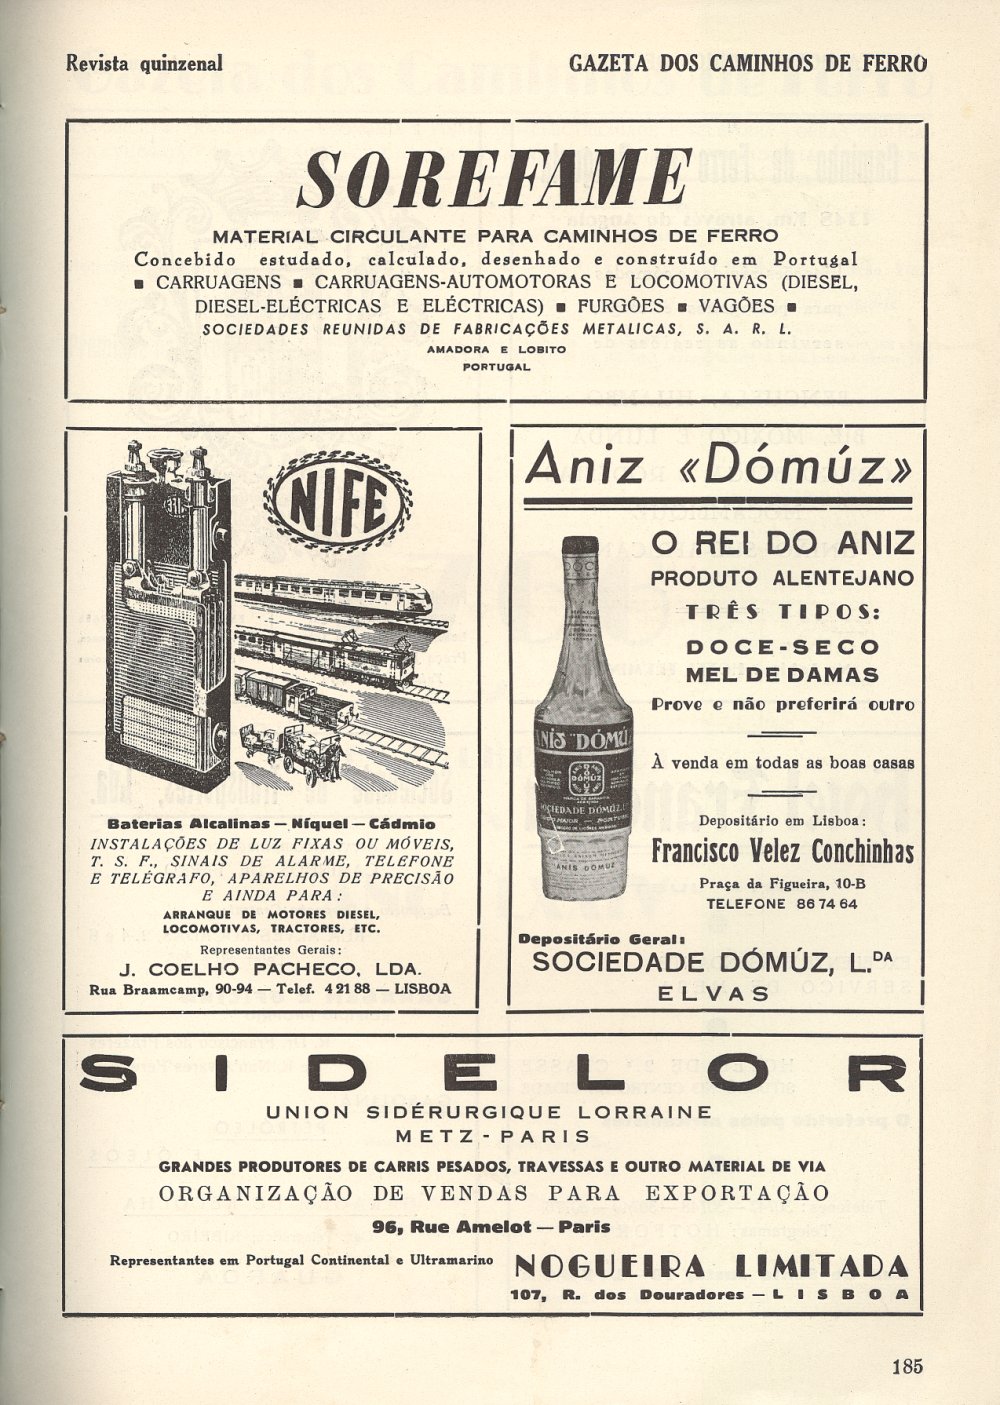 Revista quinzenal
GAZETA DOS CAMINHOS DE FERRO
SOREFAME
MATERIAL CIRCULANTE PARA CAMINHOS DE FERRO
Concebido estudado, calculado, desenhado e construído em Portugal
■ CARRUAGENS ■ CARRUAGENS-AUTOMOTORAS E LOCOMOTIVAS (DIESEL,
DIESEL-ELÉCTRICAS E ELÉCTRICAS) ■ FURGÕES ■ VAGÕES ■
SOCIEDADES REUNIDAS DE FABRICAÇÕES METALICAS, S. A. R. L.
AMADORA E LOBITO
PORTUGAL
NIFE
Baterias Alcalinas — Níquel — Cádmio
INSTALAÇÕES DE LUZ FIXAS OU MÓVEIS,
T. S. F., SINAIS DE ALARME, TELEFONE
E TELÉGRAFO, APARELHOS DE PRECISÃO
E AINDA PARA:
ARRANQUE DE MOTORES DIESEL,
LOCOMOTIVAS, TRACTORES, ETC.
Representantes Gerais:
J. COELHO PACHECO, LDA.
Rua Braamcamp, 90-94 — Telef. 4 21 88 — LISBOA
Aniz «Dómúz»
O REI DO ANIZ
PRODUTO ALENTEJANO
TRÊS TIPOS:
DOCE-SECO
MEL DE DAMAS
Prove e não preferirá outro
À venda em todas as boas casas
Depositário em Lisboa:
Francisco Velez Conchinhas
Praça da Figueira, 10-B
TELEFONE 86 74 64
NIS DÓMÚ
DÓMÚZ
SOCIEDADE DÓMÚZ, L.
ANIS DÓMÚZ
Depositário Geral:
SOCIEDADE DÓMÚZ, L.DA
ELVAS
SIDELOR
UNION SIDÉRURGIQUE LORRAINE
METZ - PARIS
GRANDES PRODUTORES DE CARRIS PESADOS, TRAVESSAS E OUTRO MATERIAL DE VIA
ORGANIZAÇÃO DE VENDAS PARA EXPORTAÇÃO
96, Rue Amelot — Paris
Representantes em Portugal Continental e Ultramarino
NOGUEIRA LIMITADA
107, R. dos Douradores — LISBOA
185